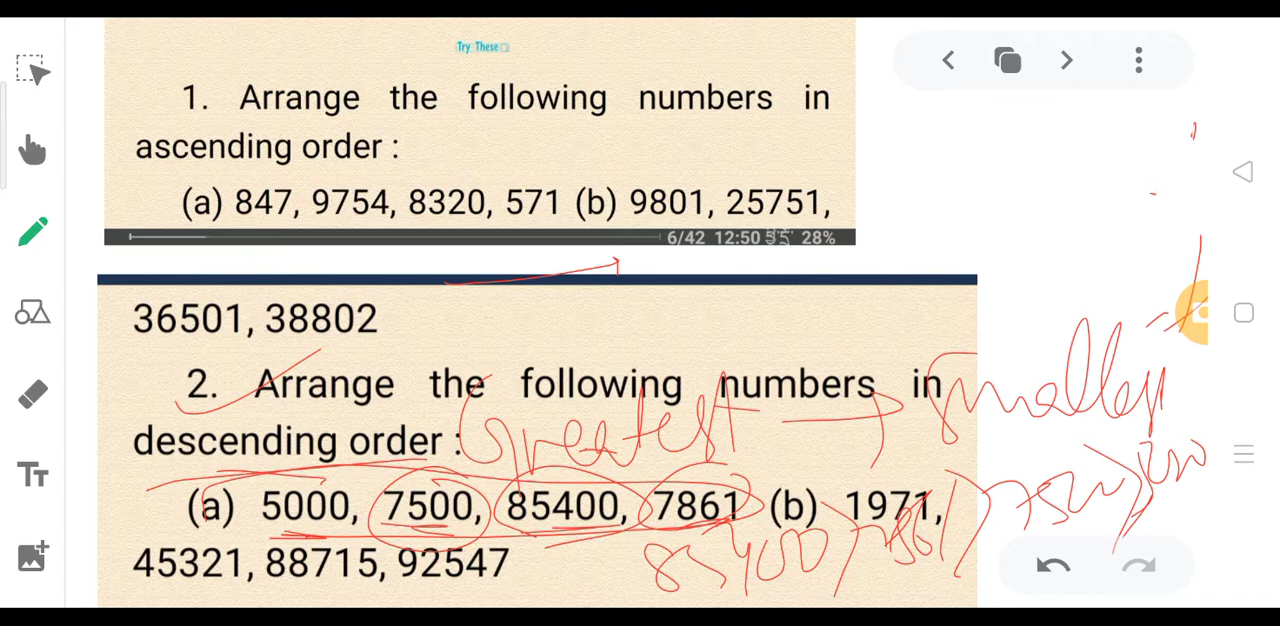 Try These
1. Arrange the following numbers in
ascending order :
(a) 847, 9754, 8320, 571 (b) 9801, 25751,
6/42 12:50 28%
36501, 38802
2. Arrange the following numbers in
descending order :
Greatest → Smallest
(a) 5000, 7500, 85400, 7861 (b) 1971,
45321, 88715, 92547
85400 > 7861 > 7500 >
Tт